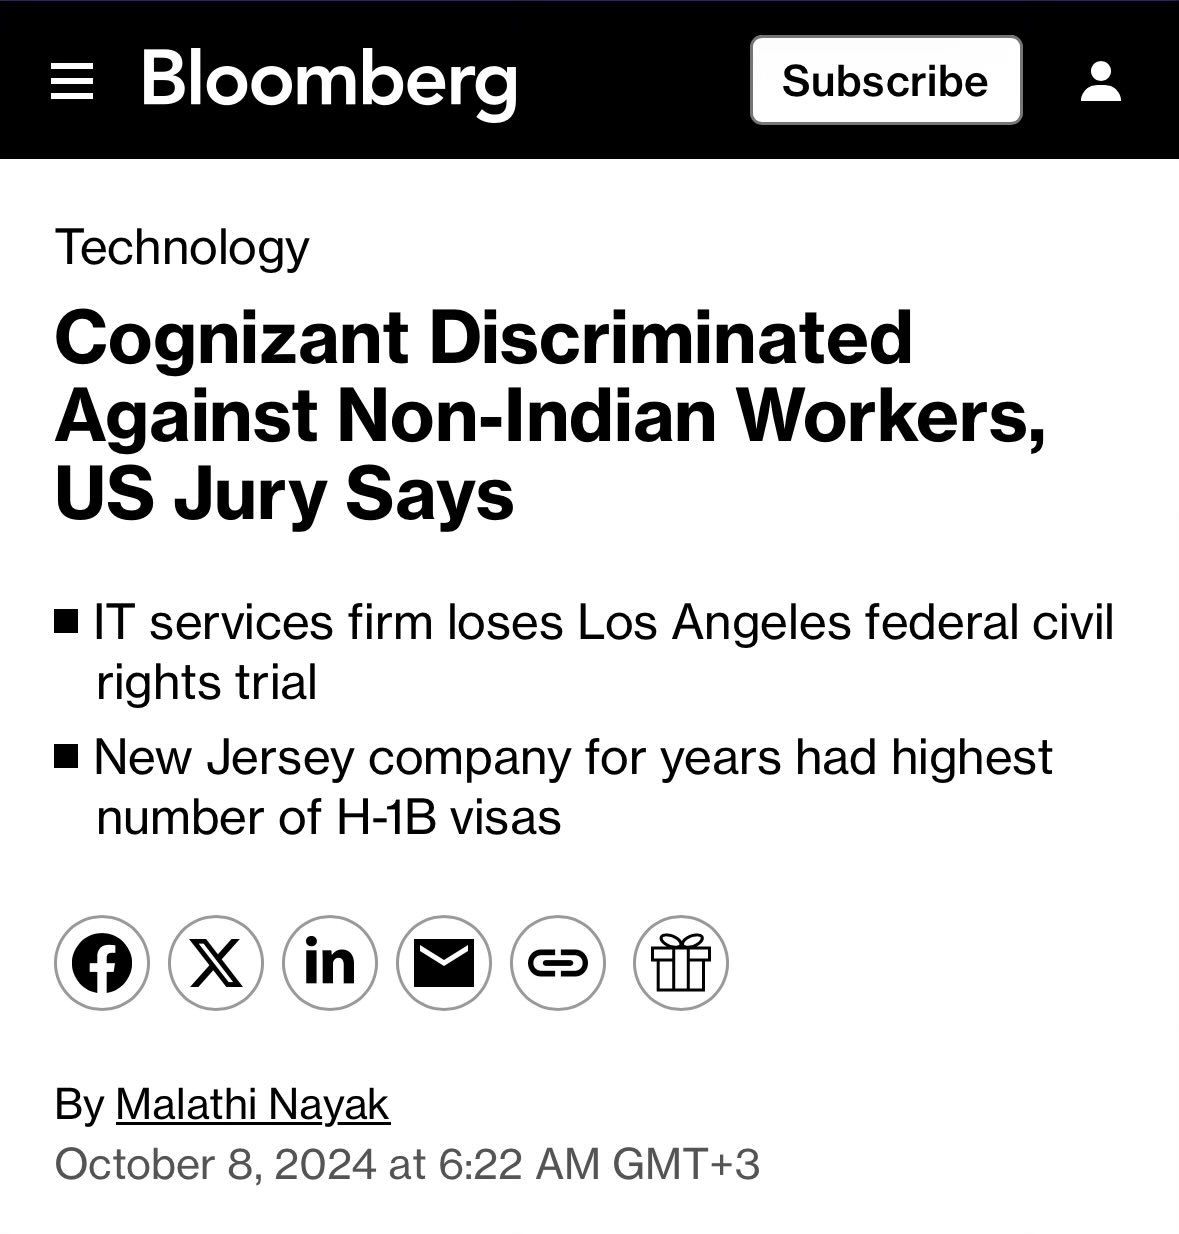 Bloomberg
Subscribe
Technology
Cognizant Discriminated
Against Non-Indian Workers,
US Jury Says
■ IT services firm loses Los Angeles federal civil
rights trial
■ New Jersey company for years had highest
number of H-1B visas
By Malathi Nayak
October 8, 2024 at 6:22 AM GMT+3